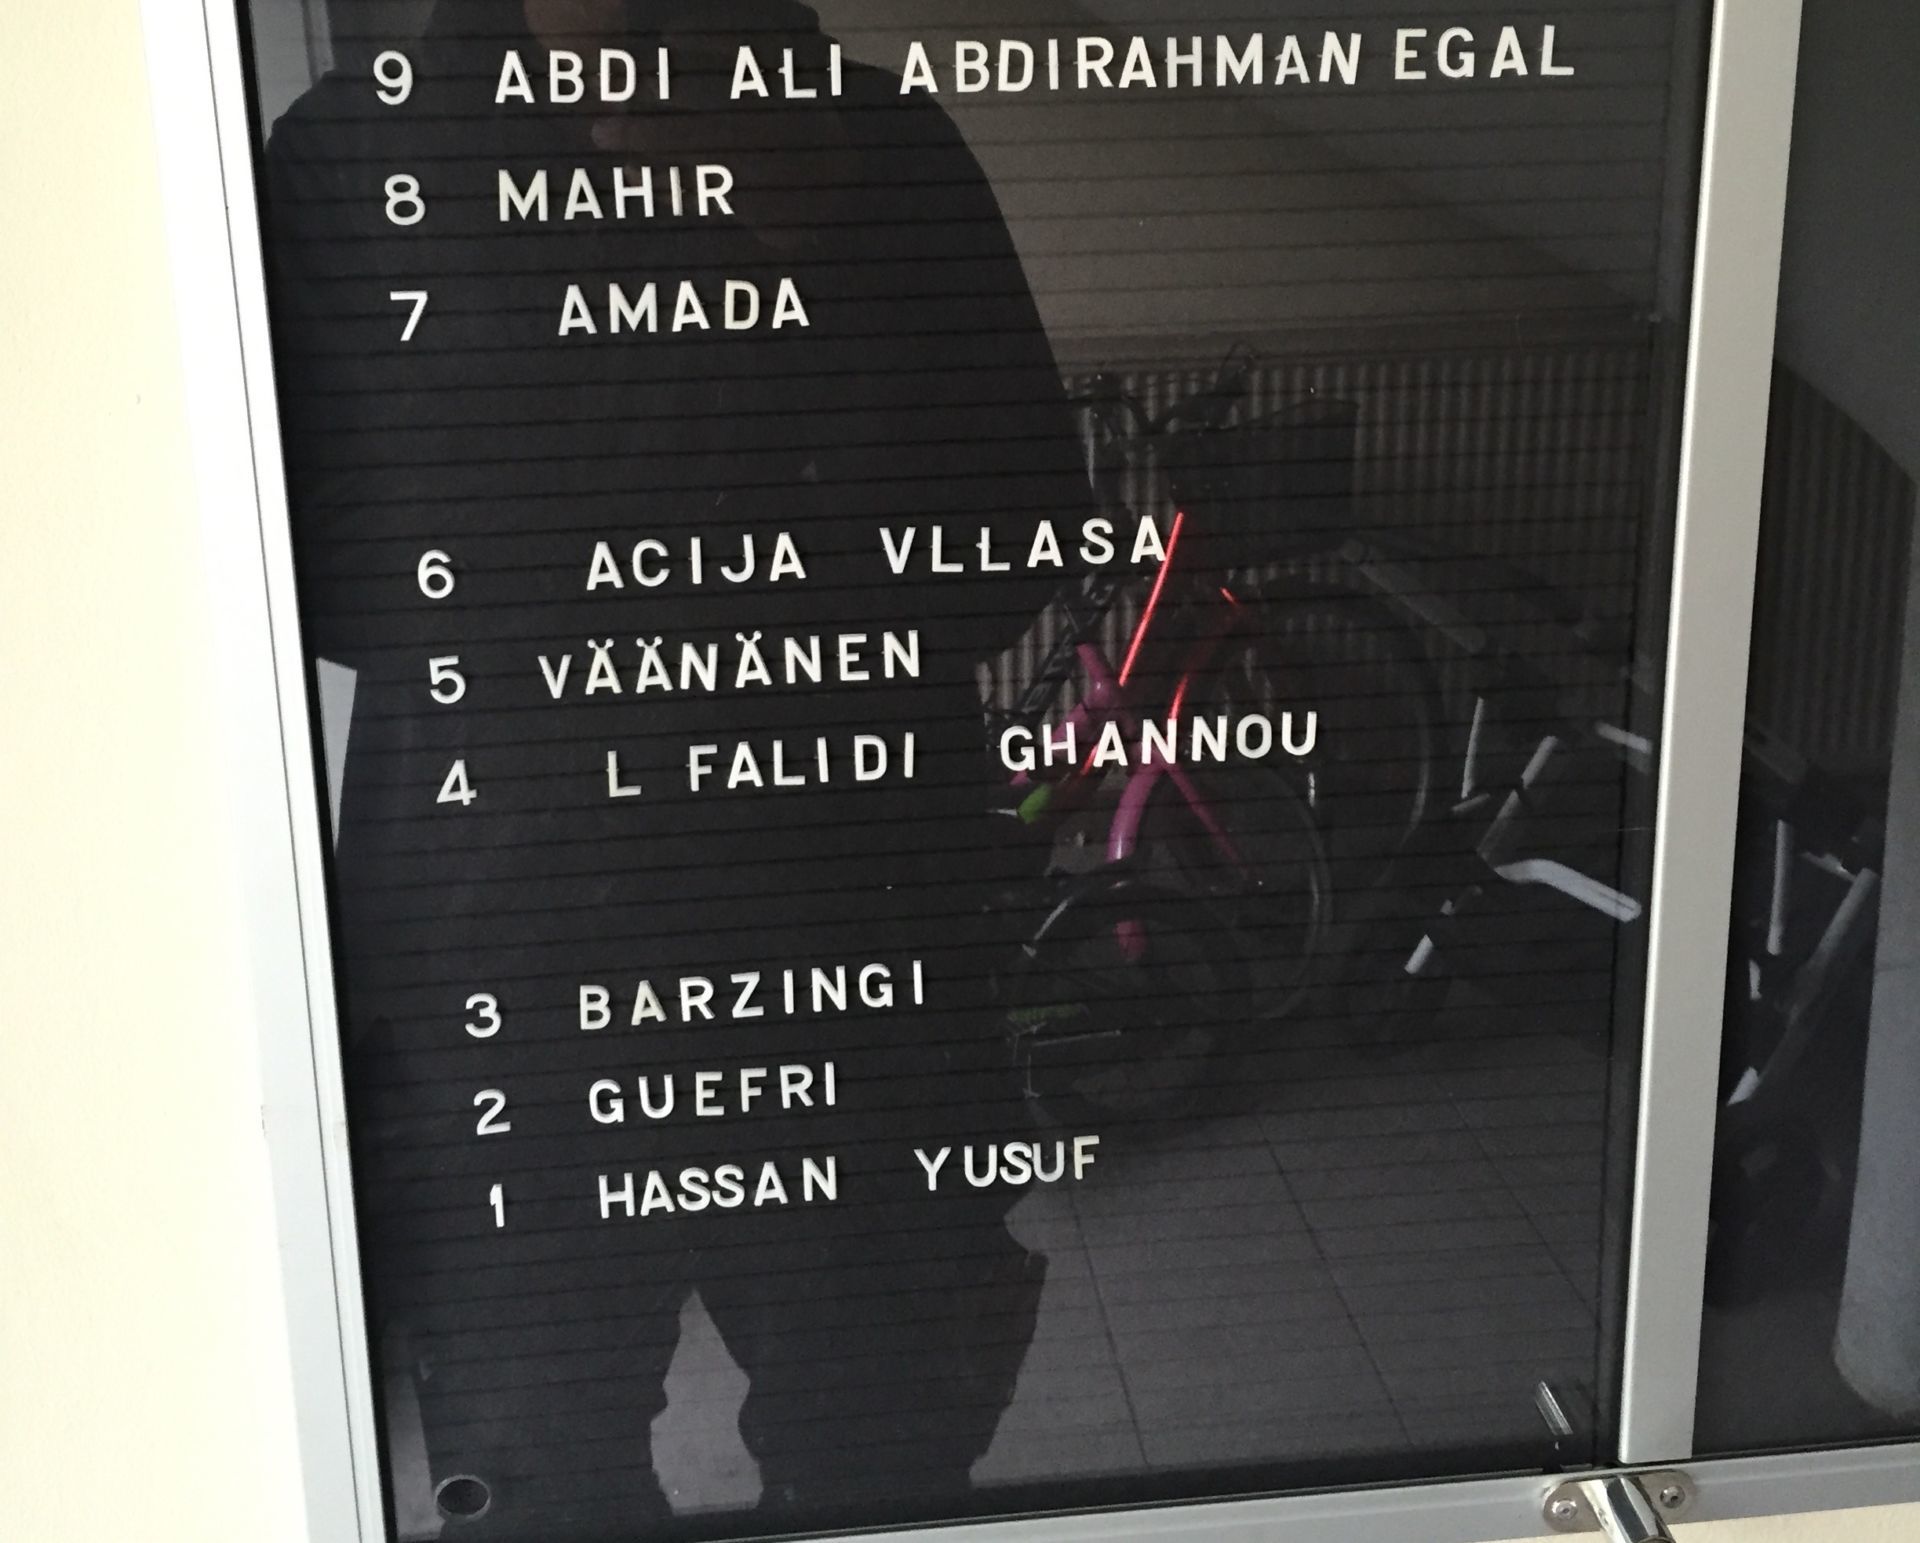 9 ABDI ALI ABDIRAHMAN EGAL
8 MAHIR
7 AMADA
6 ACIJA VLLASA
5 VÄÄNÄNEN
4 L FALIDI GHANNOU
3 BARZINGI
2 GUEFRI
1 HASSAN YUSUF